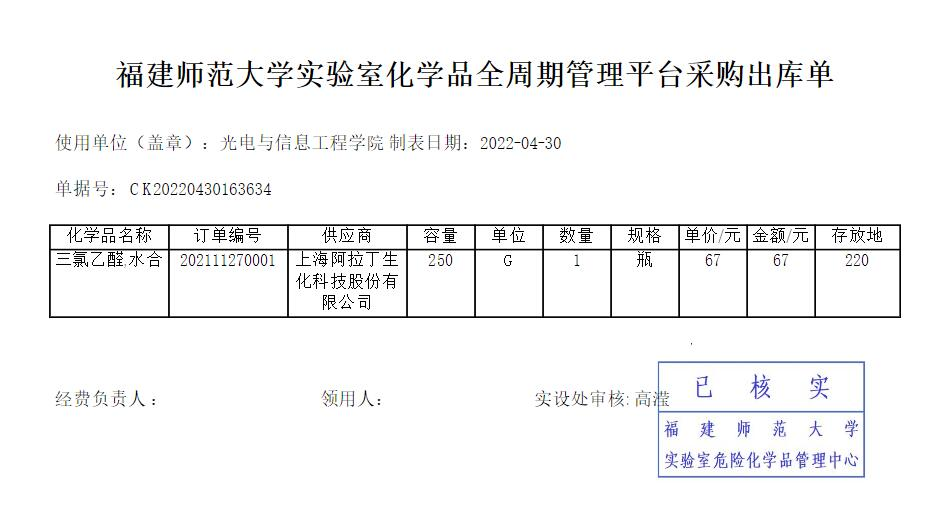 福建师范大学实验室化学品全周期管理平台采购出库单
使用单位（盖章）：光电与信息工程学院 制表日期：2022-04-30
单据号：CK20220430163634
化学品名称 订单编号 供应商 容量 单位 数量 规格 单价/元 金额/元 存放地
三氯乙醛,水合 202111270001 上海阿拉丁生 250 G 1 瓶 67 67 220
化科技股份有
限公司
经费负责人： 领用人： 实设处审核:高滢
已核实
福建师范大学
实验室危险化学品管理中心